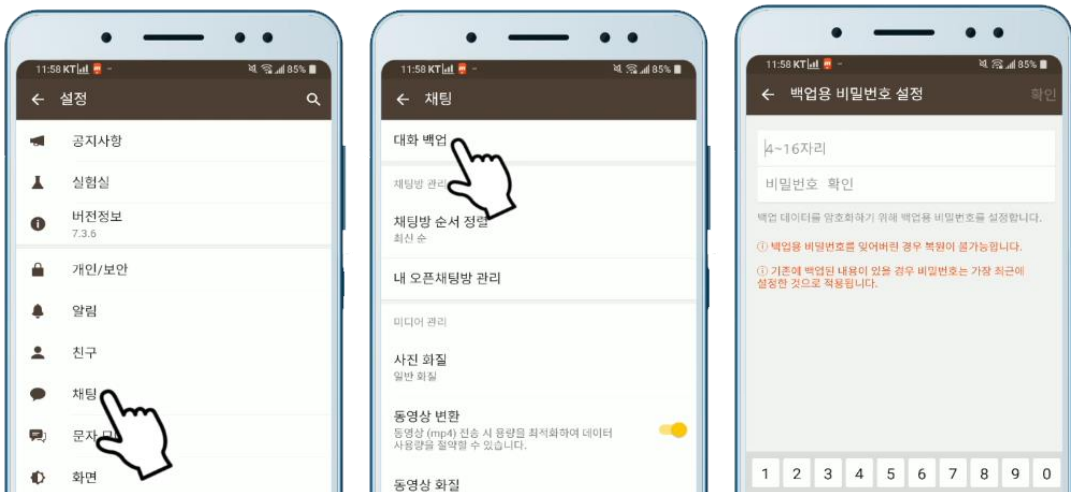 11:58 KT 85%
설정
공지사항
실험실
버전정보
7.3.6
개인/보안
알림
친구
채팅
문자
화면
11:58 KT 85%
채팅
대화 백업
채팅방 관리
채팅방 순서 정렬
최신 순
내 오픈채팅방 관리
미디어 관리
사진 화질
일반 화질
동영상 변환
동영상 (mp4) 전송 시 용량을 최적화하여 데이터
사용량을 절약할 수 있습니다.
동영상 화질
11:58 KT 85%
백업용 비밀번호 설정 확인
4~16자리
비밀번호 확인
백업 데이터를 암호화하기 위해 백업용 비밀번호를 설정합니다.
백업용 비밀번호를 잊어버린 경우 복원이 불가능합니다.
기존에 백업된 내용이 있을 경우 비밀번호는 가장 최근에
설정한 것으로 적용됩니다.
1 2 3 4 5 6 7 8 9 0